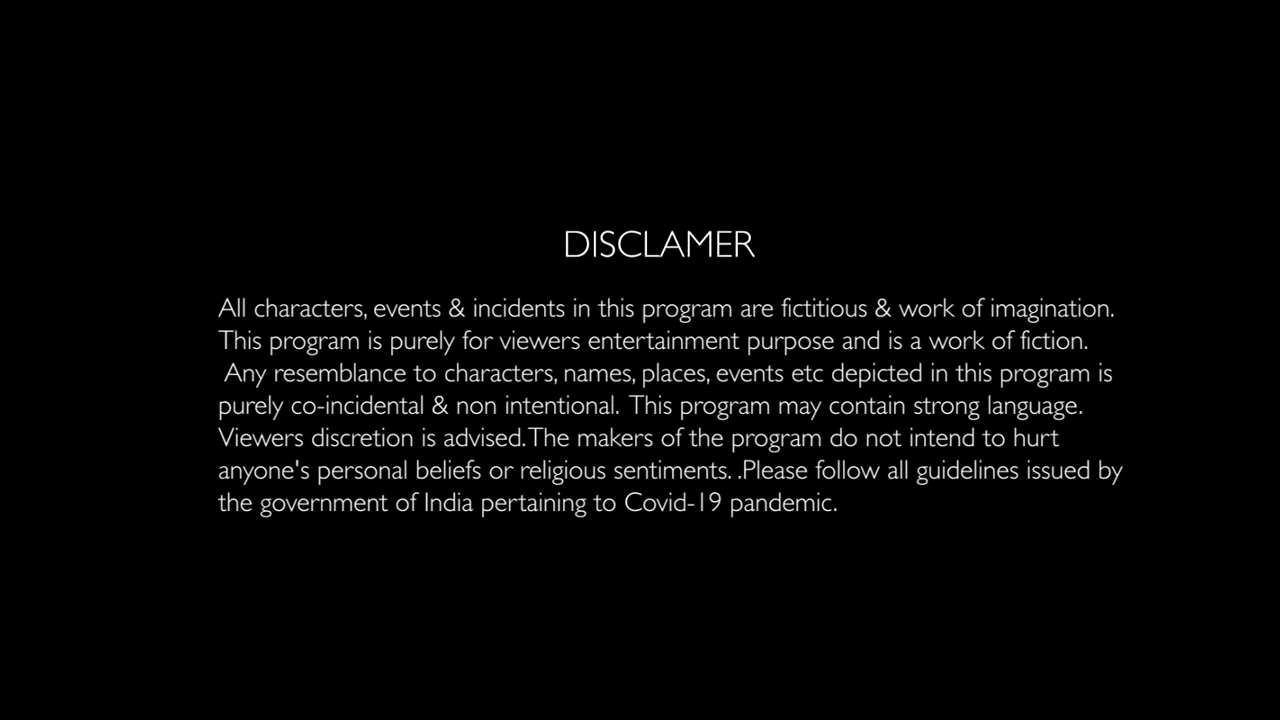 DISCLAMER
All characters, events & incidents in this program are fictitious & work of imagination.
This program is purely for viewers entertainment purpose and is a work of fiction.
Any resemblance to characters, names, places, events etc depicted in this program is
purely co-incidental & non intentional. This program may contain strong language.
Viewers discretion is advised.The makers of the program do not intend to hurt
anyone's personal beliefs or religious sentiments. .Please follow all guidelines issued by
the government of India pertaining to Covid-19 pandemic.